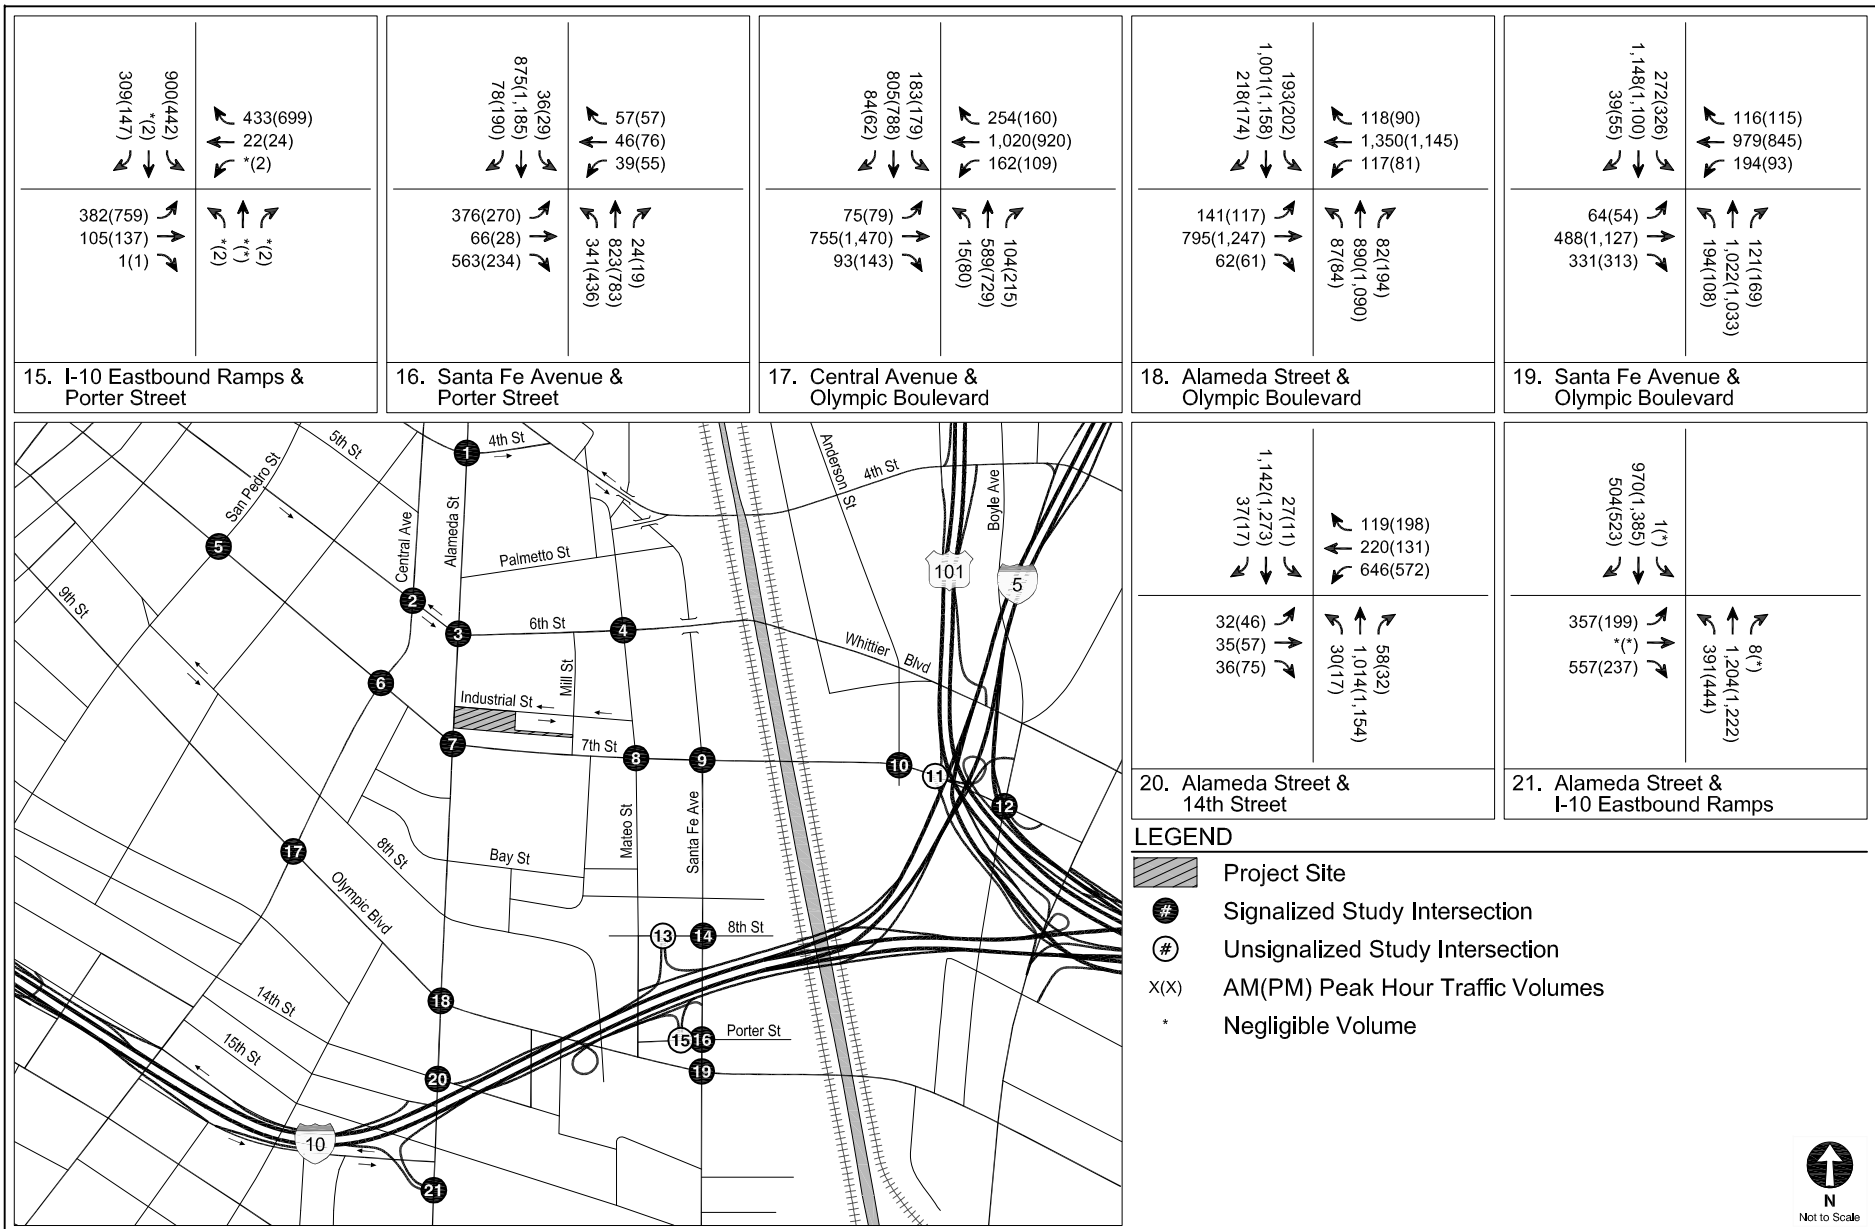 309(147)
*(2)
900(442)
433(699)
22(24)
*(2)
382(759)
105(137)
1(1)
*(2)
*(*)
*(2)
15. I-10 Eastbound Ramps &
Porter Street
78(190)
875(1,185)
36(29)
57(57)
46(76)
39(55)
376(270)
66(28)
563(234)
341(436)
823(783)
24(19)
16. Santa Fe Avenue &
Porter Street
84(62)
805(788)
183(179)
254(160)
1,020(920)
162(109)
75(79)
755(1,470)
93(143)
15(80)
589(729)
104(215)
17. Central Avenue &
Olympic Boulevard
218(174)
1,001(1,158)
193(202)
118(90)
1,350(1,145)
117(81)
141(117)
795(1,247)
62(61)
87(84)
890(1,090)
82(194)
18. Alameda Street &
Olympic Boulevard
39(55)
1,148(1,100)
272(326)
116(115)
979(845)
194(93)
64(54)
488(1,127)
331(313)
194(108)
1,022(1,033)
121(169)
19. Santa Fe Avenue &
Olympic Boulevard
37(17)
1,142(1,273)
27(11)
119(198)
220(131)
646(572)
32(46)
35(57)
36(75)
30(17)
1,014(1,154)
58(32)
20. Alameda Street &
14th Street
504(523)
970(1,385)
1(*)
357(199)
*(*)
557(237)
391(444)
1,204(1,222)
8(*)
21. Alameda Street &
I-10 Eastbound Ramps
5th St
1
4th St
San Pedro St
Anderson St
4th St
Boyle Ave
Central Ave
Alameda St
5
Palmetto St
101
5
9th St
2
3
6th St
4
Whittier Blvd
Mill St
6
Industrial St
7
7th St
8
9
10
11
12
Mateo St
Santa Fe Ave
17
8th St
Bay St
Olympic Blvd
13
14
8th St
18
14th St
15
16
Porter St
15th St
19
20
10
21
LEGEND
Project Site
# Signalized Study Intersection
# Unsignalized Study Intersection
X(X) AM(PM) Peak Hour Traffic Volumes
* Negligible Volume
N
Not to Scale